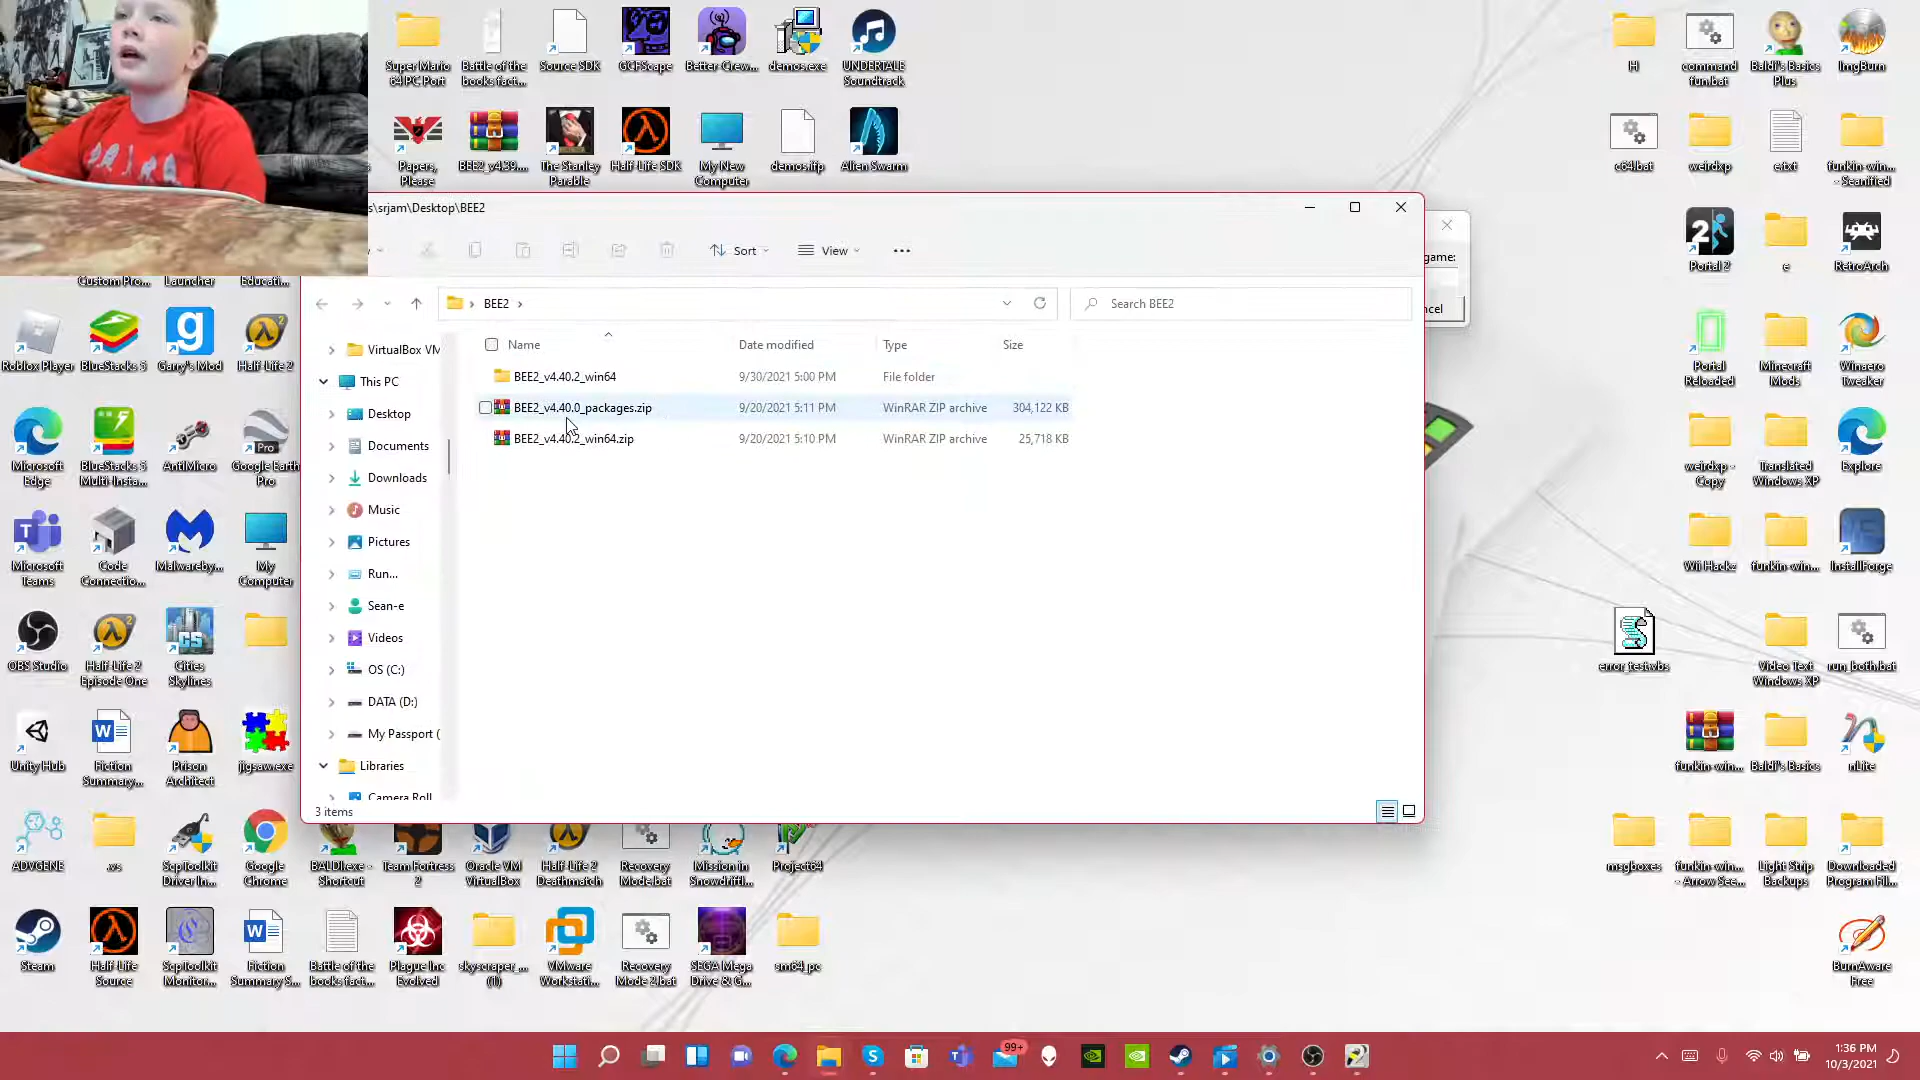 Super Mario
64 PC Port
Battle of the
books fact...
Source SDK
GCFScape
Better-Crew...
demos.exe
UNDERTALE
Soundtrack
H
command
fun.bat
Baldi's Basics
Plus
ImgBurn
Papers,
Please
BEE2_v4.39....
The Stanley
Parable
Half-Life SDK
My New
Computer
demos.ifp
Alien Swarm
c64.bat
weirdxp
e.txt
funkin-win...
- Seanified
s\srjam\Desktop\BEE2
Sort
View
game:
ncel
Portal 2
e
RetroArch
Custom Pro...
Launcher
Educati...
BEE2
Search BEE2
Name
Date modified
Type
Size
BEE2_v4.40.2_win64
9/30/2021 5:00 PM
File folder
BEE2_v4.40.0_packages.zip
9/20/2021 5:11 PM
WinRAR ZIP archive
304,122 KB
BEE2_v4.40.2_win64.zip
9/20/2021 5:10 PM
WinRAR ZIP archive
25,718 KB
VirtualBox VM
This PC
Desktop
Documents
Downloads
Music
Pictures
Run...
Sean-e
Videos
OS (C:)
DATA (D:)
My Passport (
Libraries
Camera Roll
3 items
Roblox Player
BlueStacks 5
Garry's Mod
Half-Life 2
Portal
Reloaded
Minecraft
Mods
Winaero
Tweaker
Microsoft
Edge
BlueStacks 5
Multi-Insta...
AntiMicro
Google Earth
Pro
weirdxp -
Copy
Translated
Windows XP
Explore
Microsoft
Teams
Code
Connectio...
Malwareby...
My
Computer
Wii Hackz
funkin-win...
InstallForge
OBS Studio
Half-Life 2
Episode One
Cities
Skylines
error test.vbs
Video Text
Windows XP
run_both.bat
Unity Hub
Fiction
Summary...
Prison
Architect
jigsaw.exe
funkin-win...
Baldi's Basics
nLite
ADVGENE
.vs
ScpToolkit
Driver In...
Google
Chrome
BALDI.exe -
Shortcut
Team Fortress
2
Oracle VM
VirtualBox
Half-Life 2
Deathmatch
Recovery
Mode.bat
Mission in
Snowdrift...
Project64
msgboxes
funkin-win...
- Arrow See...
Light Strip
Backups
Downloaded
Program Fil...
Steam
Half-Life
Source
ScpToolkit
Monitor...
Fiction
Summary S...
Battle of the
books fact...
Plague Inc
Evolved
skyscraper_...
(1)
VMware
Workstati...
Recovery
Mode 2.bat
SEGA Mega
Drive & G...
sm64_pc
BurnAware
Free
99+
1:36 PM
10/3/2021